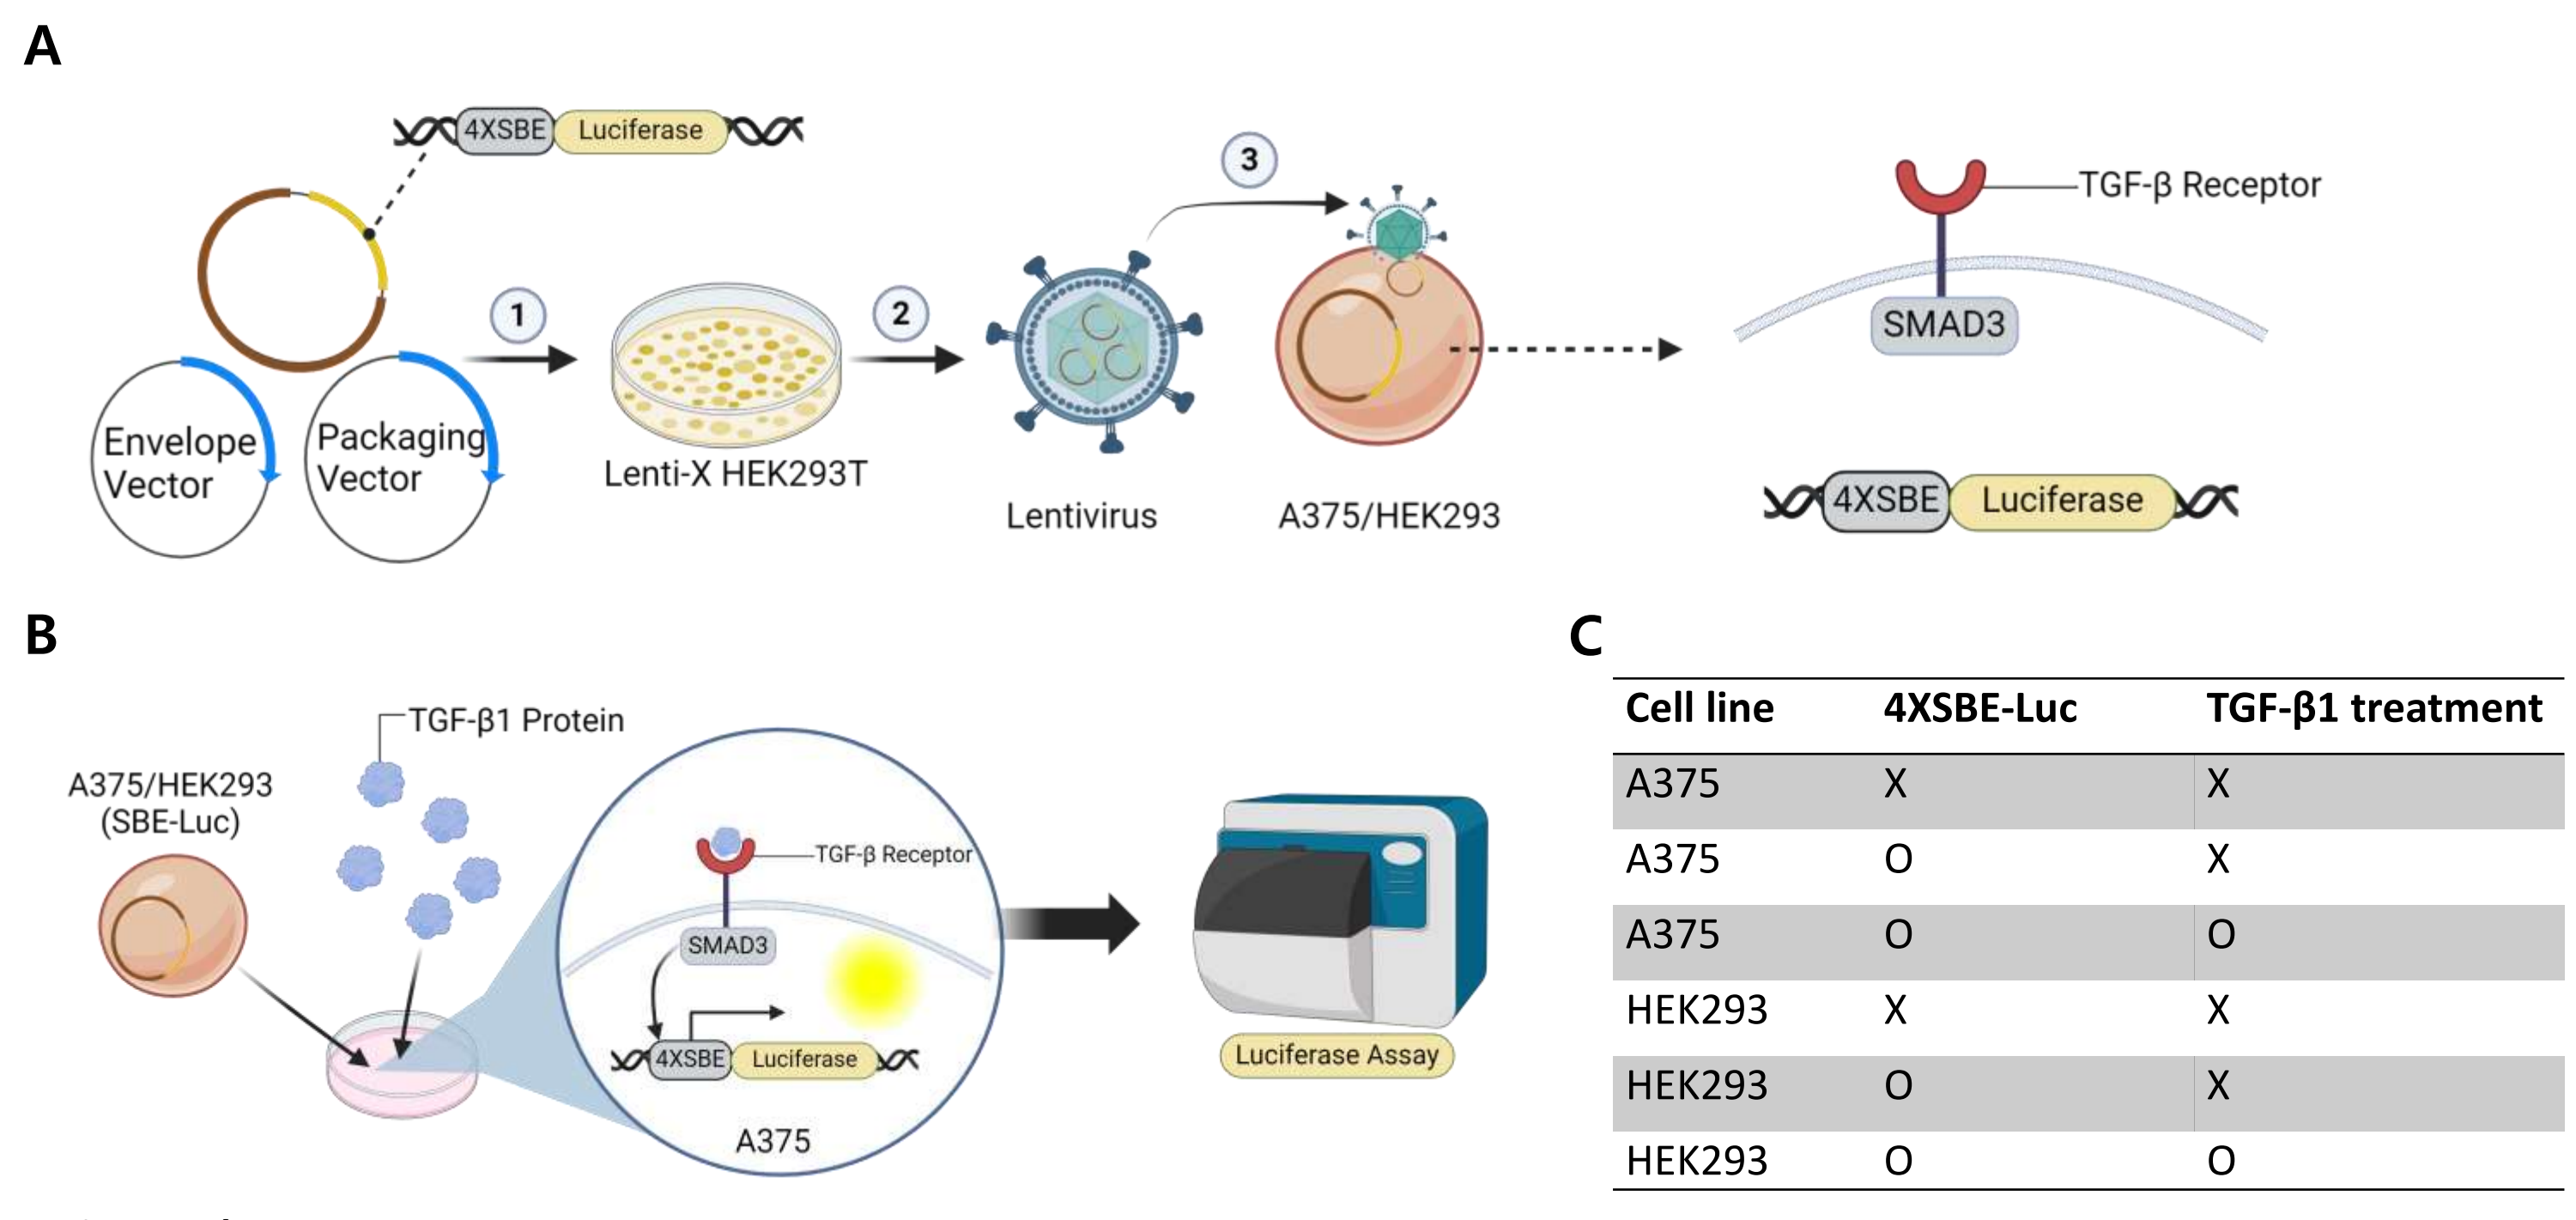 A
4XSBE Luciferase
1
2
3
TGF-β Receptor
SMAD3
Envelope
Vector
Packaging
Vector
Lenti-X HEK293T
Lentivirus
A375/HEK293
4XSBE Luciferase
B
TGF-β1 Protein
A375/HEK293
(SBE-Luc)
TGF-β Receptor
SMAD3
4XSBE Luciferase
A375
Luciferase Assay
C
Cell line 4XSBE-Luc TGF-β1 treatment
A375 X X
A375 O X
A375 O O
HEK293 X X
HEK293 O X
HEK293 O O